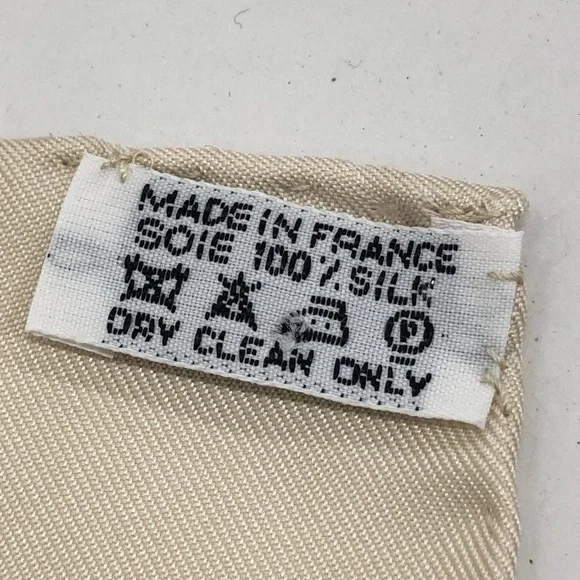 MADE IN FRANCE
SOIE 100% SILK
P
DRY CLEAN ONLY